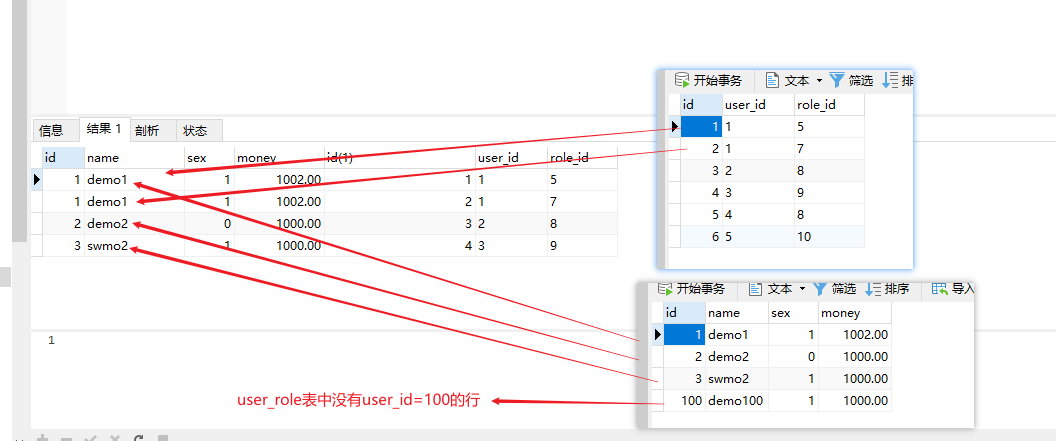 信息 结果 1 剖析 状态
id name sex money id(1) user_id role_id
1 demo1 1 1002.00 1 1 5
1 demo1 1 1002.00 2 1 7
2 demo2 0 1000.00 3 2 8
3 swmo2 1 1000.00 4 3 9
1
开始事务 文本 筛选 排
id user_id role_id
1 1 5
2 1 7
3 2 8
4 3 9
5 4 8
6 5 10
开始事务 文本 筛选 排序 导入
id name sex money
1 demo1 1 1002.00
2 demo2 0 1000.00
3 swmo2 1 1000.00
100 demo100 1 1000.00
user_role表中没有user_id=100的行